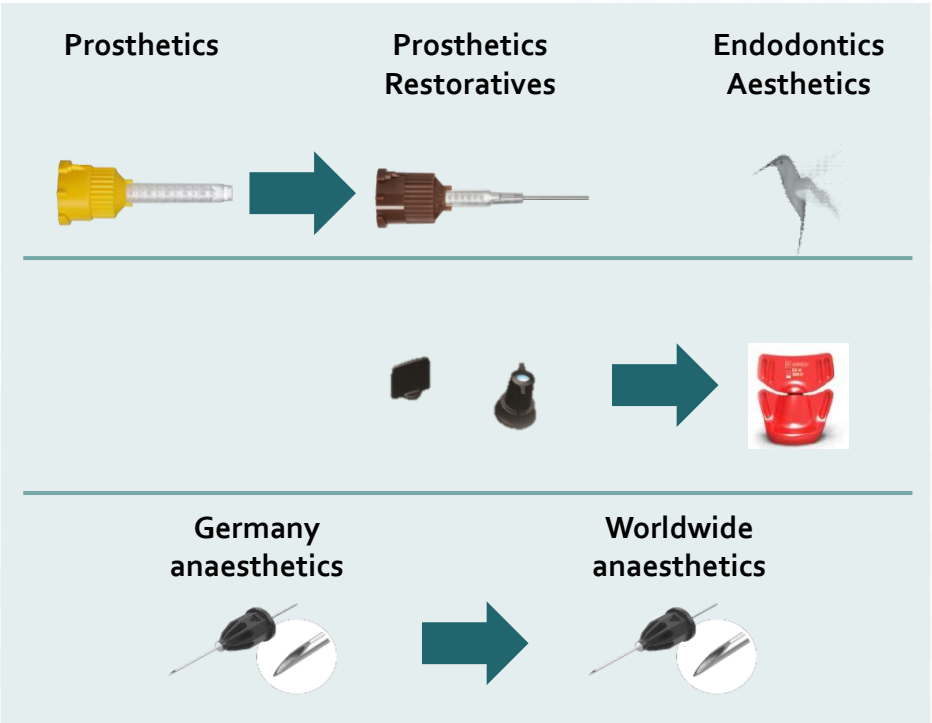 Prosthetics
Prosthetics
Restoratives
Endodontics
Aesthetics
Germany
anaesthetics
Worldwide
anaesthetics